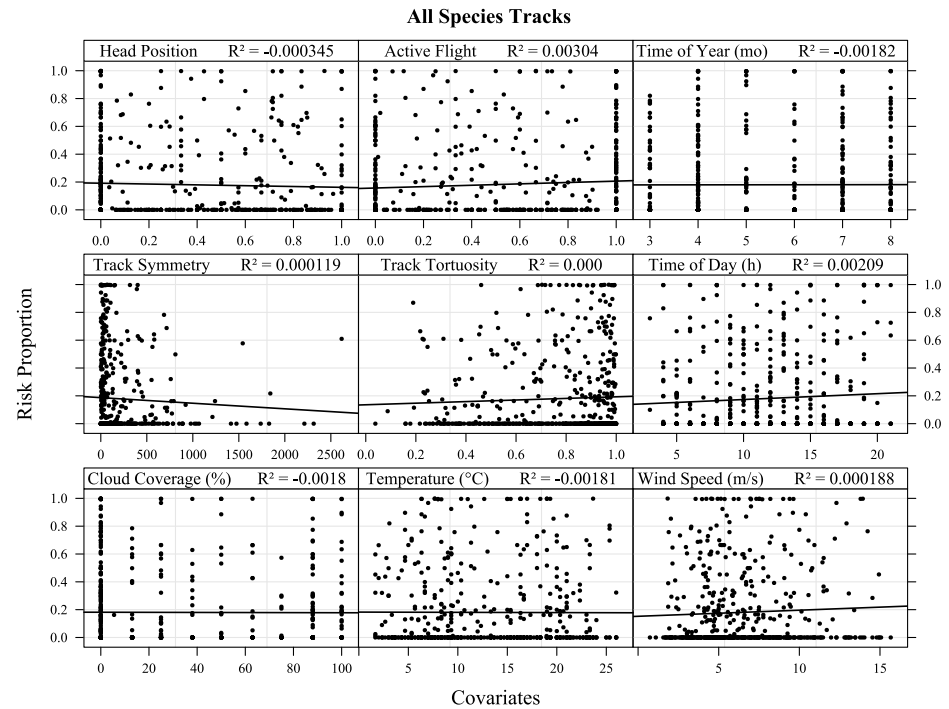 All Species Tracks
Head Position R² = -0.000345 Active Flight R² = 0.00304 Time of Year (mo) R² = -0.00182
1.0
0.8
0.6
0.4
0.2
0.0
0.0 0.2 0.4 0.6 0.8 1.0 0.0 0.2 0.4 0.6 0.8 1.0 3 4 5 6 7 8
Track Symmetry R² = 0.000119 Track Tortuosity R² = 0.000 Time of Day (h) R² = 0.00209
1.0
0.8
0.6
0.4
0.2
0.0
0 500 1000 1500 2000 2500 0.0 0.2 0.4 0.6 0.8 1.0 5 10 15 20
Cloud Coverage (%) R² = -0.0018 Temperature (°C) R² = -0.00181 Wind Speed (m/s) R² = 0.000188
1.0
0.8
0.6
0.4
0.2
0.0
0 20 40 60 80 100 5 10 15 20 25 5 10 15
Risk Proportion
Covariates